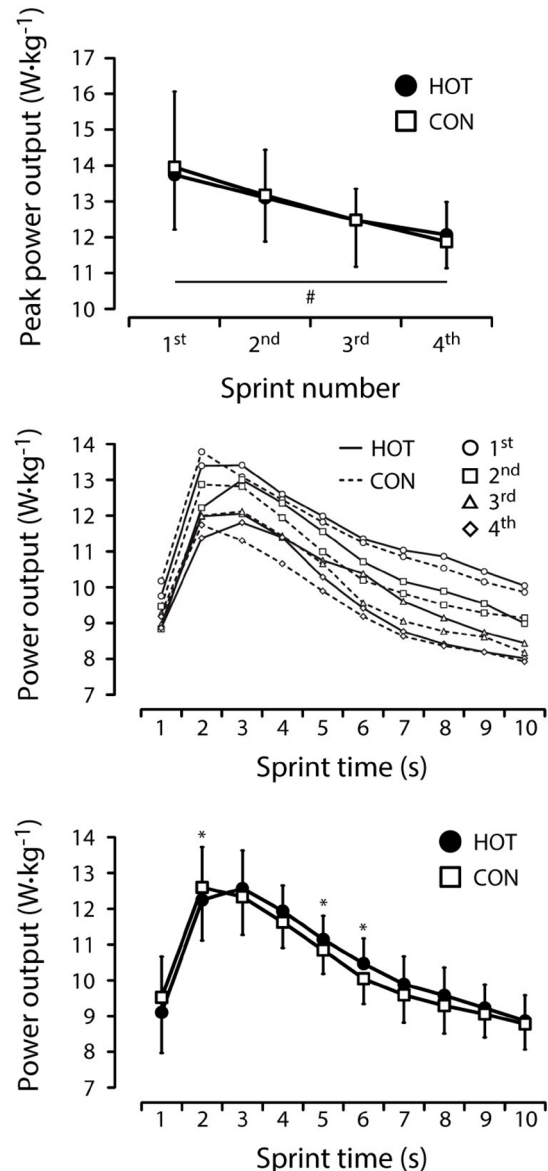 Peak power output (W·kg-1)
17
16
15
14
13
12
11
10
HOT
CON
#
1st 2nd 3rd 4th
Sprint number
Power output (W·kg-1)
14
13
12
11
10
9
8
7
HOT
CON
1st
2nd
3rd
4th
1 2 3 4 5 6 7 8 9 10
Sprint time (s)
Power output (W·kg-1)
14
13
12
11
10
9
8
7
*
*
*
HOT
CON
1 2 3 4 5 6 7 8 9 10
Sprint time (s)